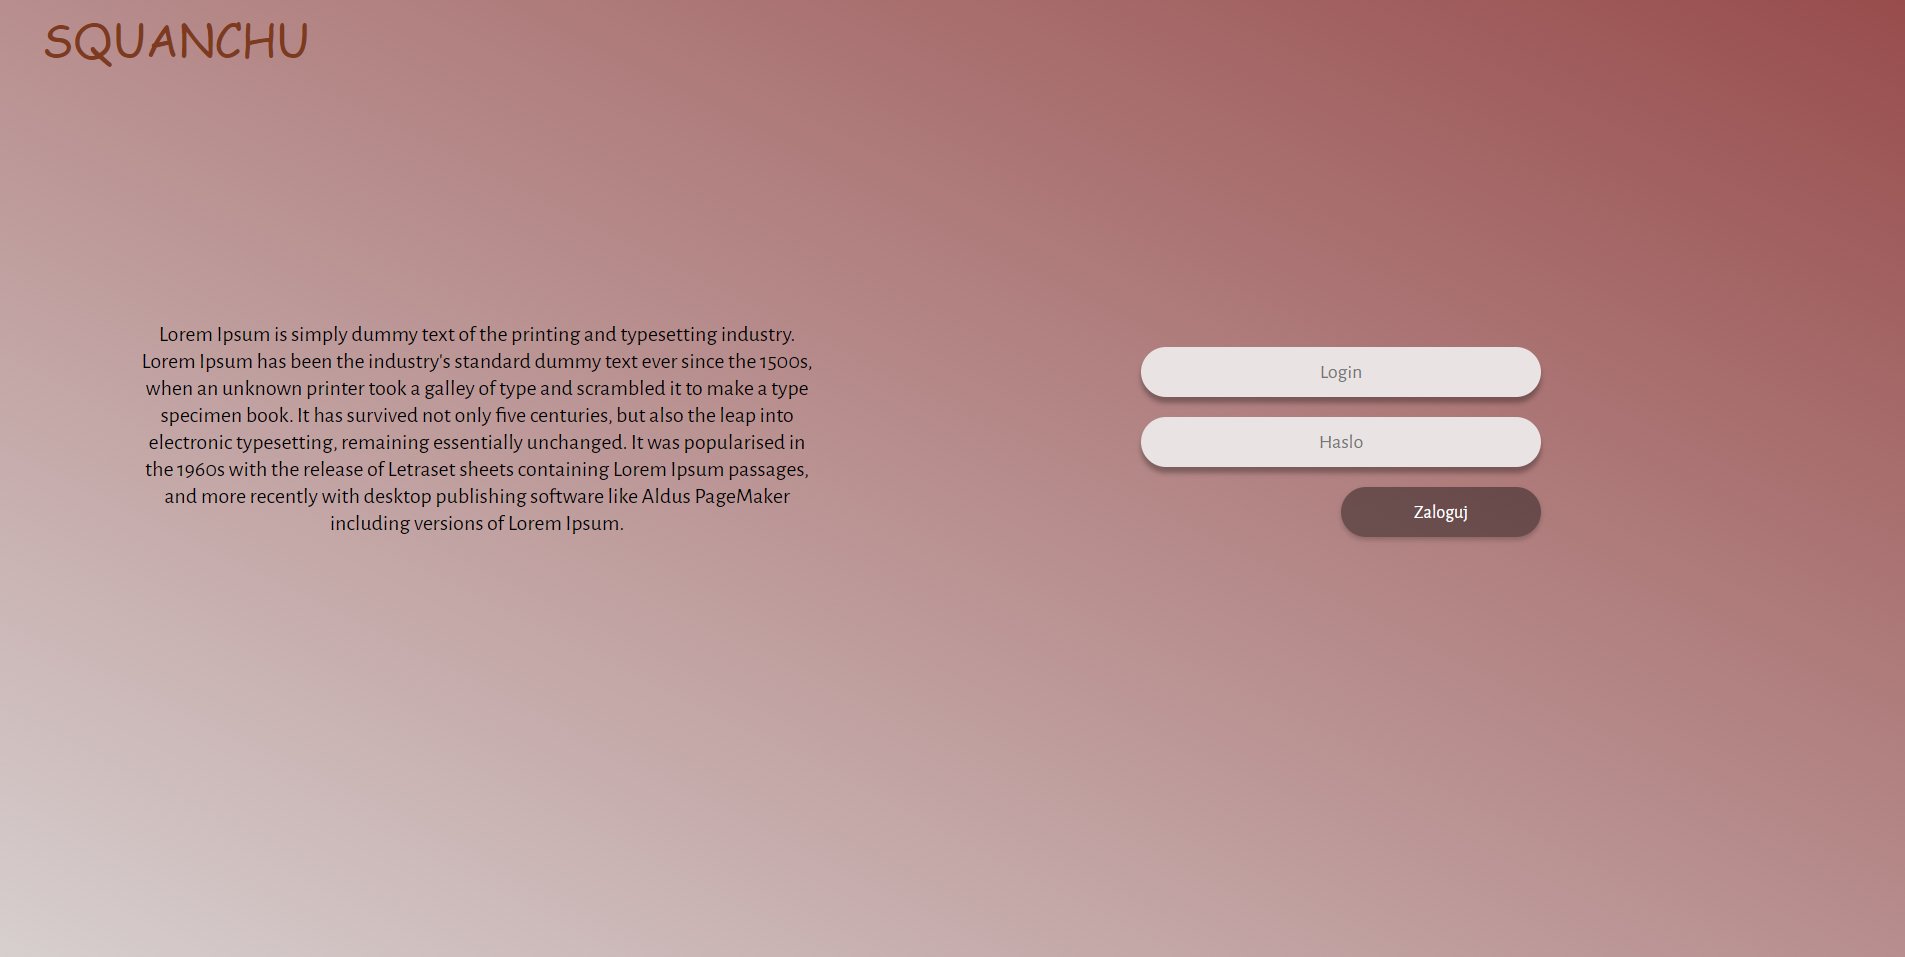 SQUANCHU
Lorem Ipsum is simply dummy text of the printing and typesetting industry.
Lorem Ipsum has been the industry's standard dummy text ever since the 1500s,
when an unknown printer took a galley of type and scrambled it to make a type
specimen book. It has survived not only five centuries, but also the leap into
electronic typesetting, remaining essentially unchanged. It was popularised in
the 1960s with the release of Letraset sheets containing Lorem Ipsum passages,
and more recently with desktop publishing software like Aldus PageMaker
including versions of Lorem Ipsum.
Login
Haslo
Zaloguj